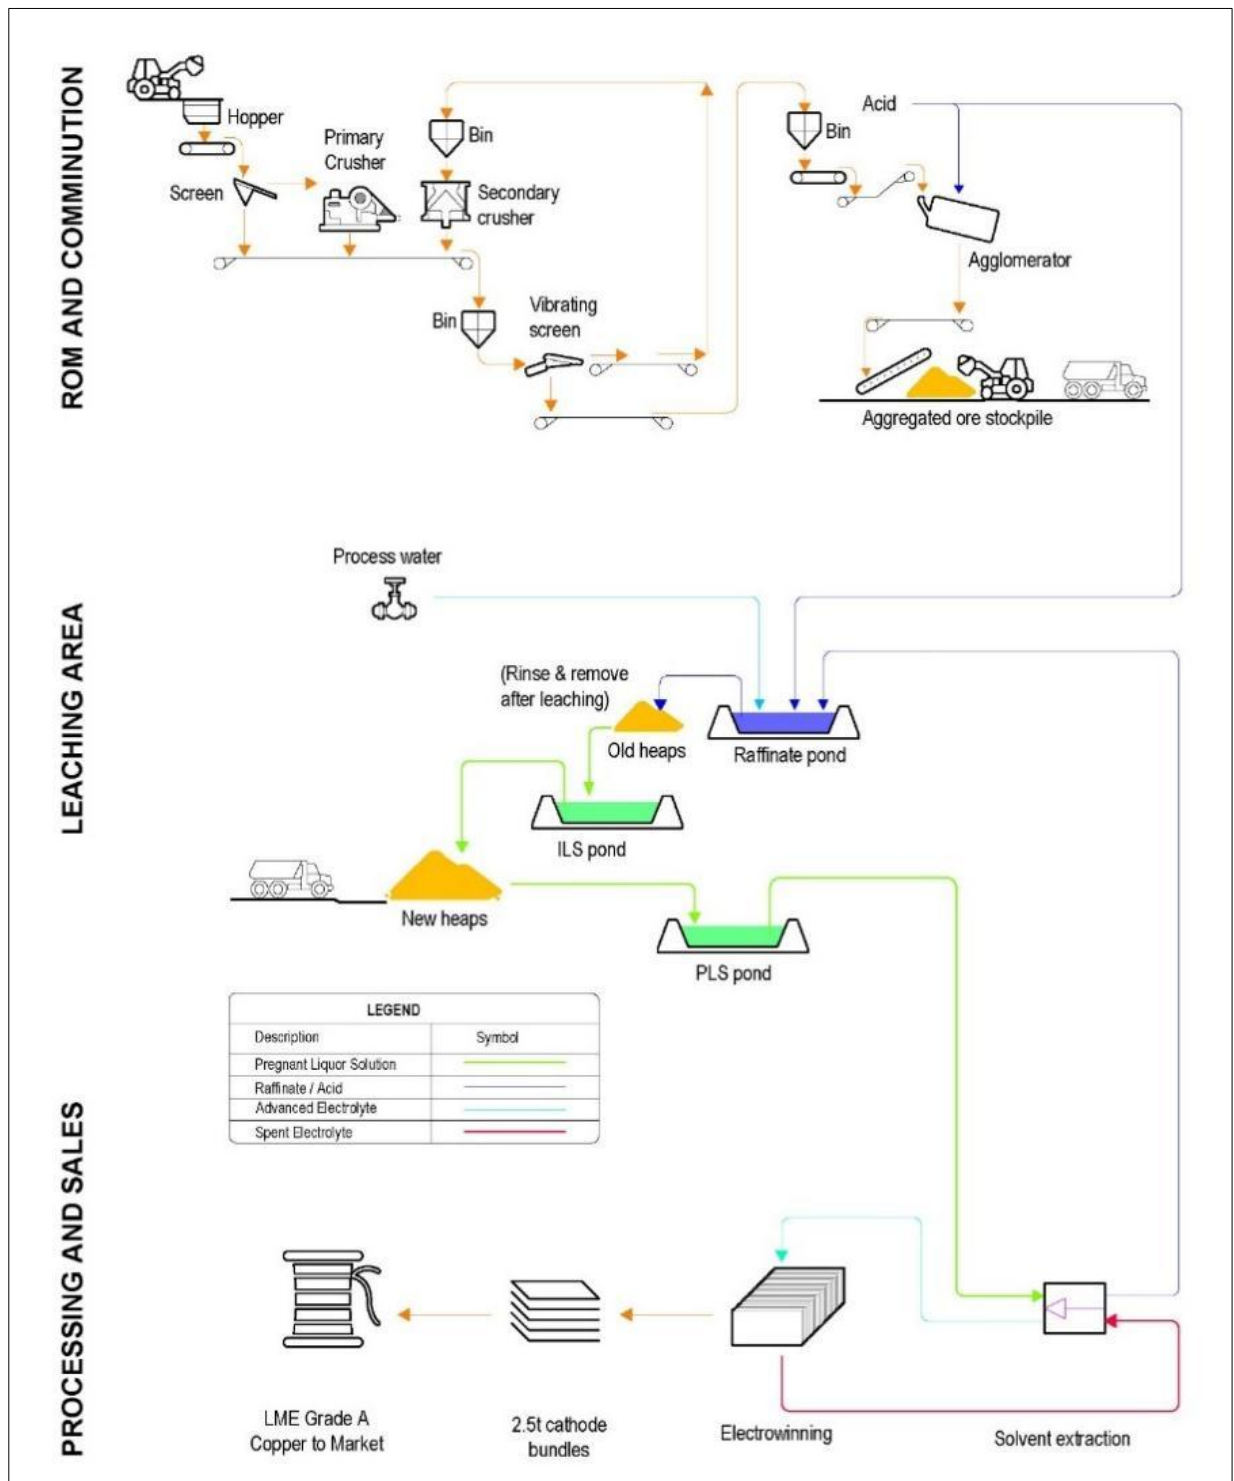 ROM AND COMMINUTION
Hopper
Primary
Crusher
Screen
Bin
Secondary
crusher
Bin
Vibrating
screen
Bin
Acid
Agglomerator
Aggregated ore stockpile
LEACHING AREA
Process water
(Rinse & remove
after leaching)
Old heaps
Raffinate pond
ILS pond
New heaps
PLS pond
LEGEND
Description Symbol
Pregnant Liquor Solution
Raffinate / Acid
Advanced Electrolyte
Spent Electrolyte
PROCESSING AND SALES
LME Grade A
Copper to Market
2.5t cathode
bundles
Electrowinning
Solvent extraction